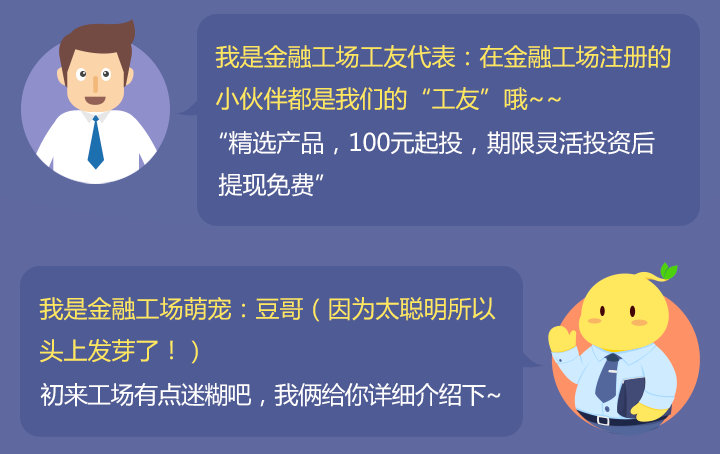 我是金融工场工友代表：在金融工场注册的
小伙伴都是我们的“工友”哦~~
“精选产品，100元起投，期限灵活投资后
提现免费”
我是金融工场萌宠：豆哥（因为太聪明所以
头上发芽了！）
初来工场有点迷糊吧，我俩给你详细介绍下~